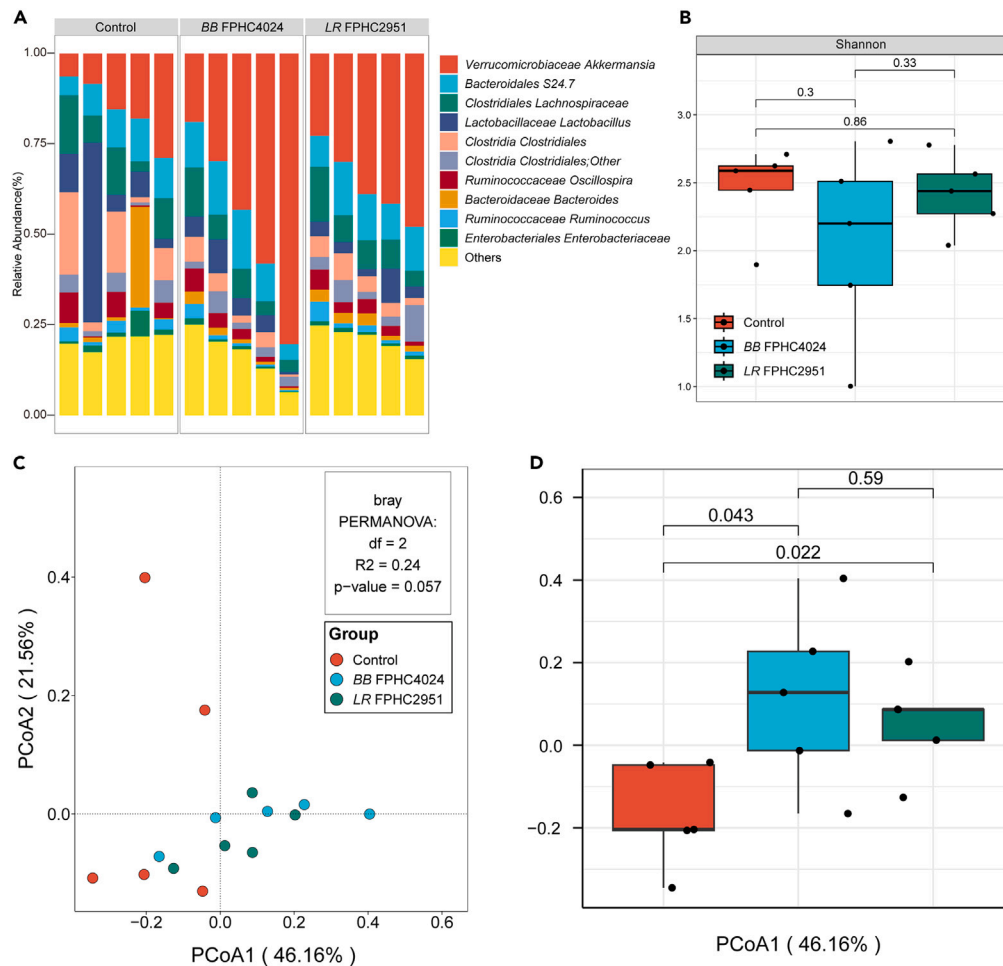 A
Control
BB FPHC4024
LR FPHC2951
Relative Abundance(%)
1.00
0.75
0.50
0.25
0.00
Verrucomicrobiaceae Akkermansia
Bacteroidales S24.7
Clostridiales Lachnospiraceae
Lactobacillaceae Lactobacillus
Clostridia Clostridiales
Clostridia Clostridiales;Other
Ruminococcaceae Oscillospira
Bacteroidaceae Bacteroides
Ruminococcaceae Ruminococcus
Enterobacteriales Enterobacteriaceae
Others
B
Shannon
0.33
0.3
0.86
3.0
2.5
2.0
1.5
1.0
Control
BB FPHC4024
LR FPHC2951
C
bray
PERMANOVA:
df = 2
R2 = 0.24
p-value = 0.057
Group
Control
BB FPHC4024
LR FPHC2951
PCoA2 ( 21.56% )
0.4
0.2
0.0
−0.2
0.0
0.2
0.4
0.6
PCoA1 ( 46.16% )
D
0.59
0.043
0.022
0.6
0.4
0.2
0.0
−0.2
PCoA1 ( 46.16% )